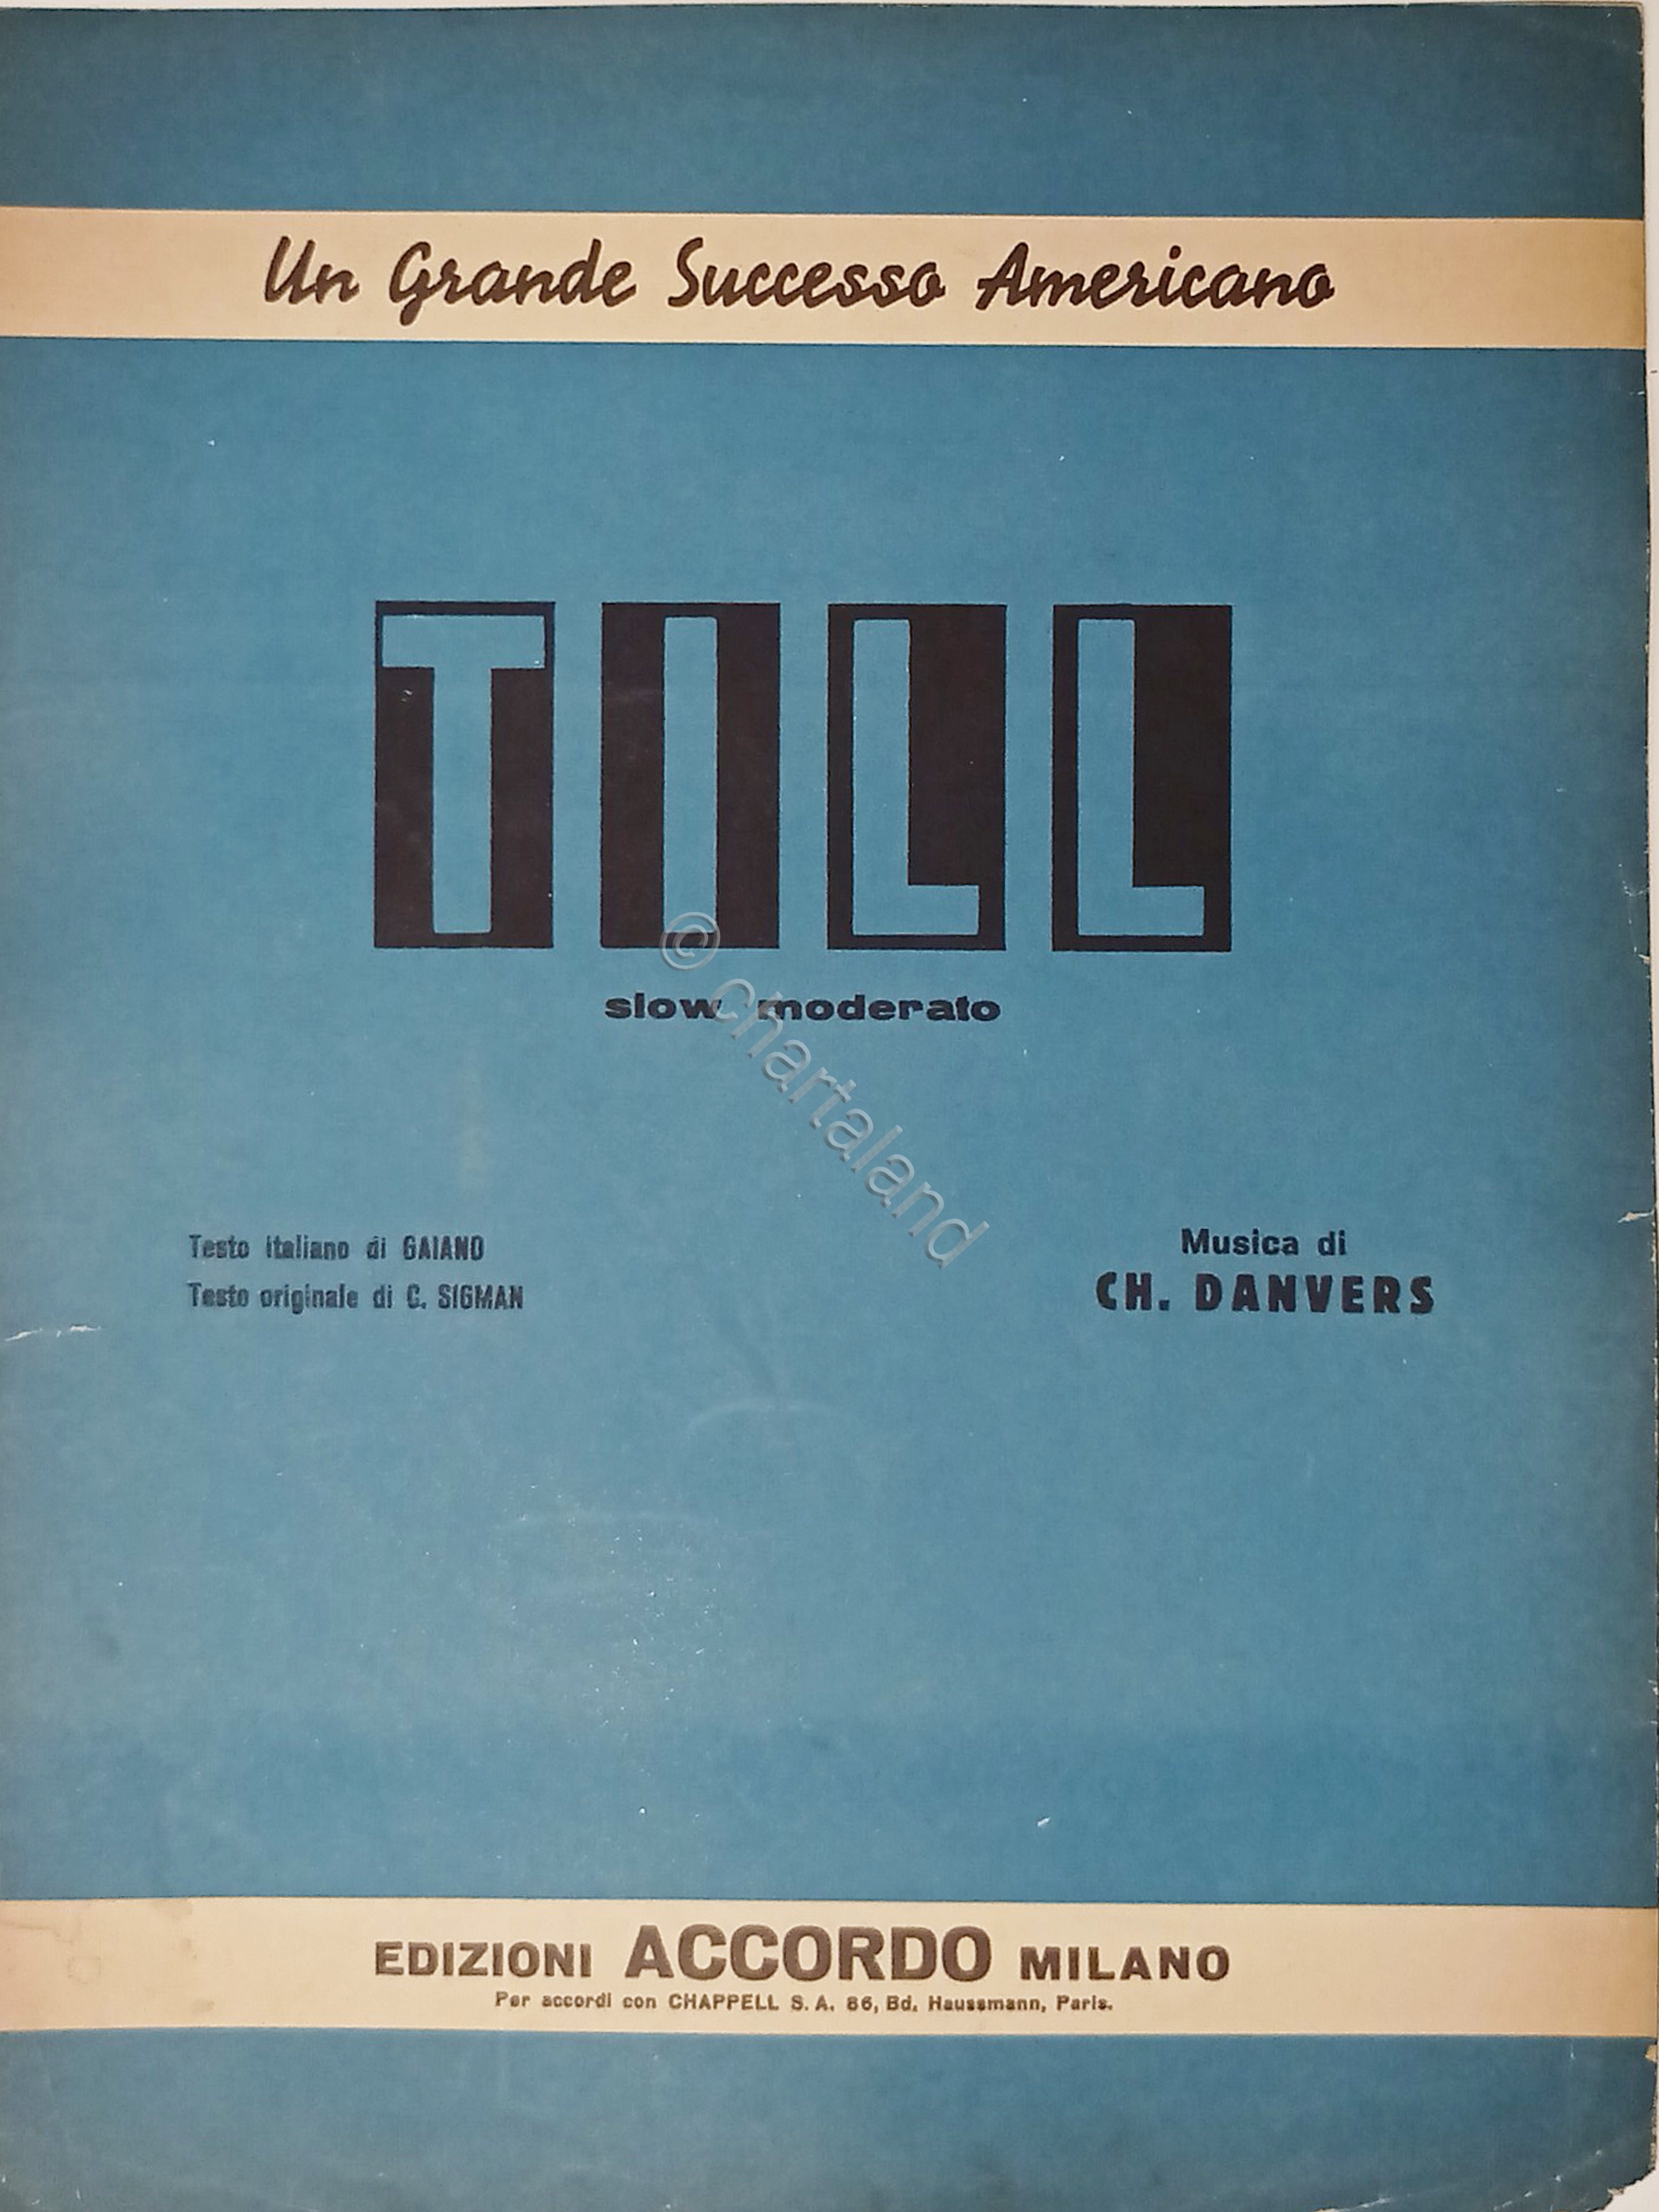 Un Grande Successo Americano
TILL
slow moderato
© chartaland
Testo italiano di GAIANO
Testo originale di C. SIGMAN
Musica di
CH. DANVERS
EDIZIONI ACCORDO MILANO
Per accordi con CHAPPELL S. A. 86, Bd. Haussmann, Paris.